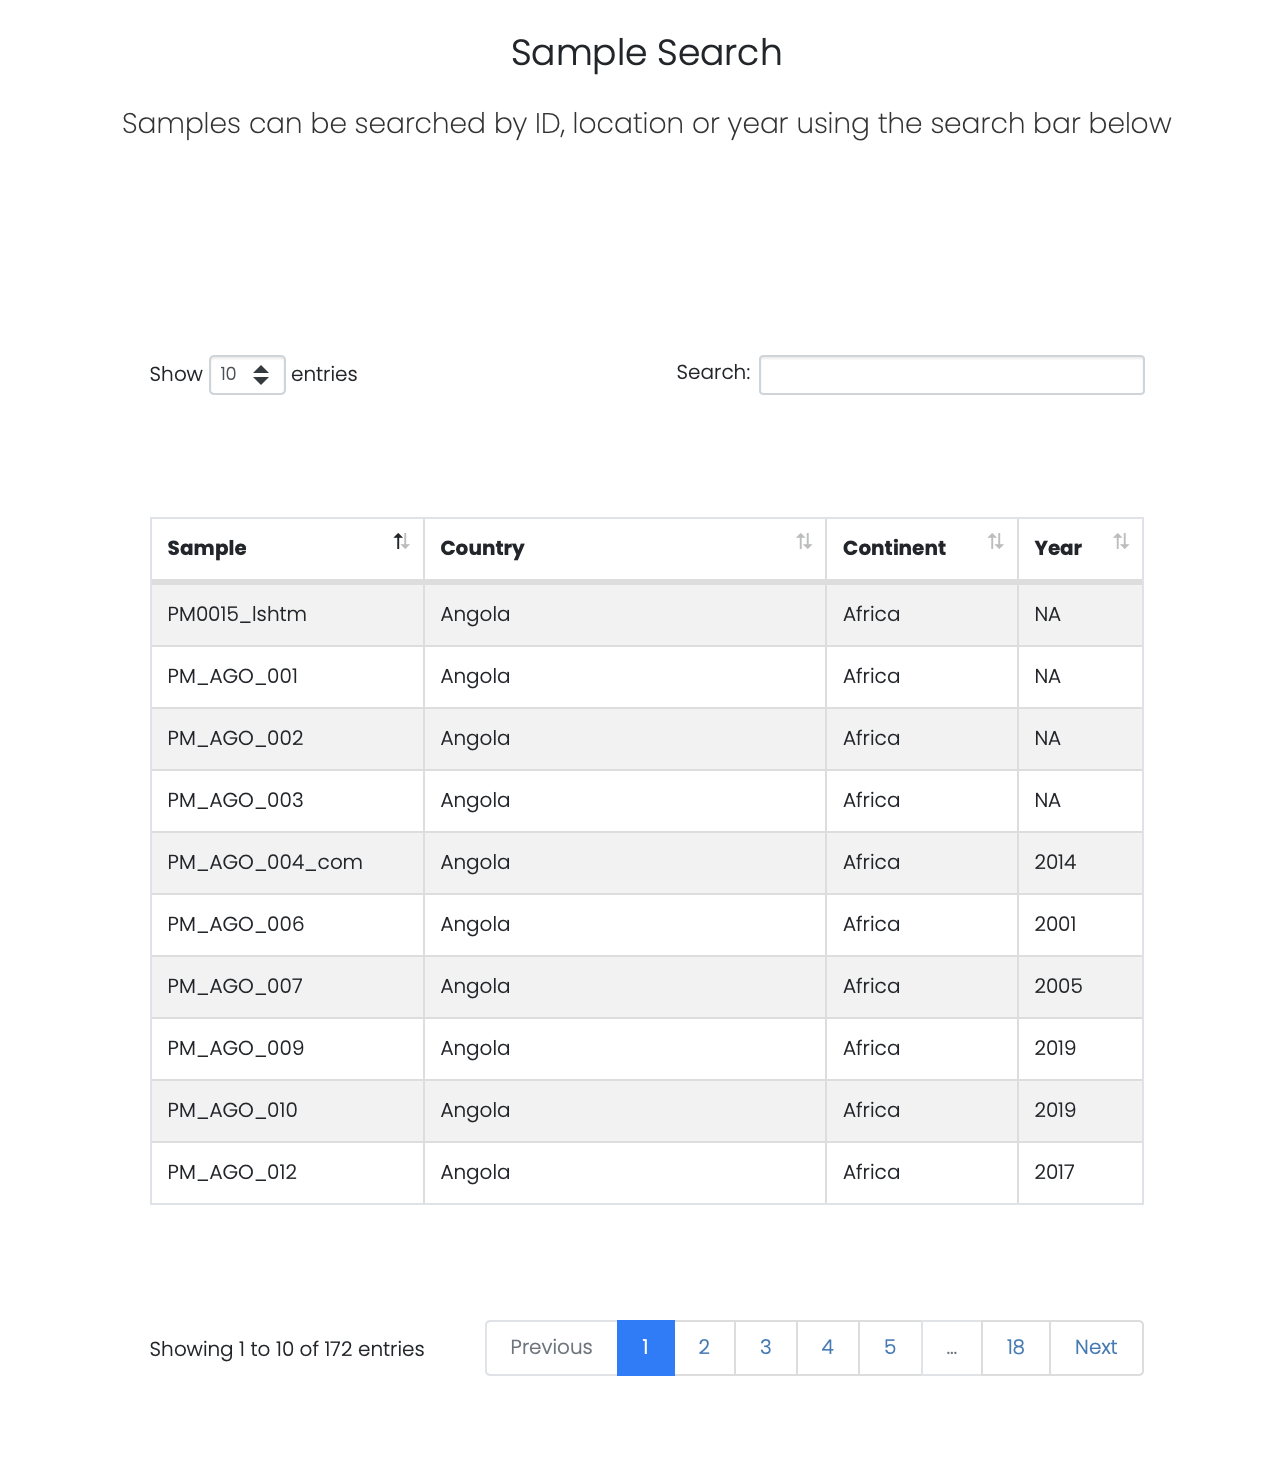 Sample Search
Samples can be searched by ID, location or year using the search bar below
Show 10 entries
Search:
Sample Country Continent Year
PM0015_lshtm Angola Africa NA
PM_AGO_001 Angola Africa NA
PM_AGO_002 Angola Africa NA
PM_AGO_003 Angola Africa NA
PM_AGO_004_com Angola Africa 2014
PM_AGO_006 Angola Africa 2001
PM_AGO_007 Angola Africa 2005
PM_AGO_009 Angola Africa 2019
PM_AGO_010 Angola Africa 2019
PM_AGO_012 Angola Africa 2017
Showing 1 to 10 of 172 entries
Previous 1 2 3 4 5 ... 18 Next